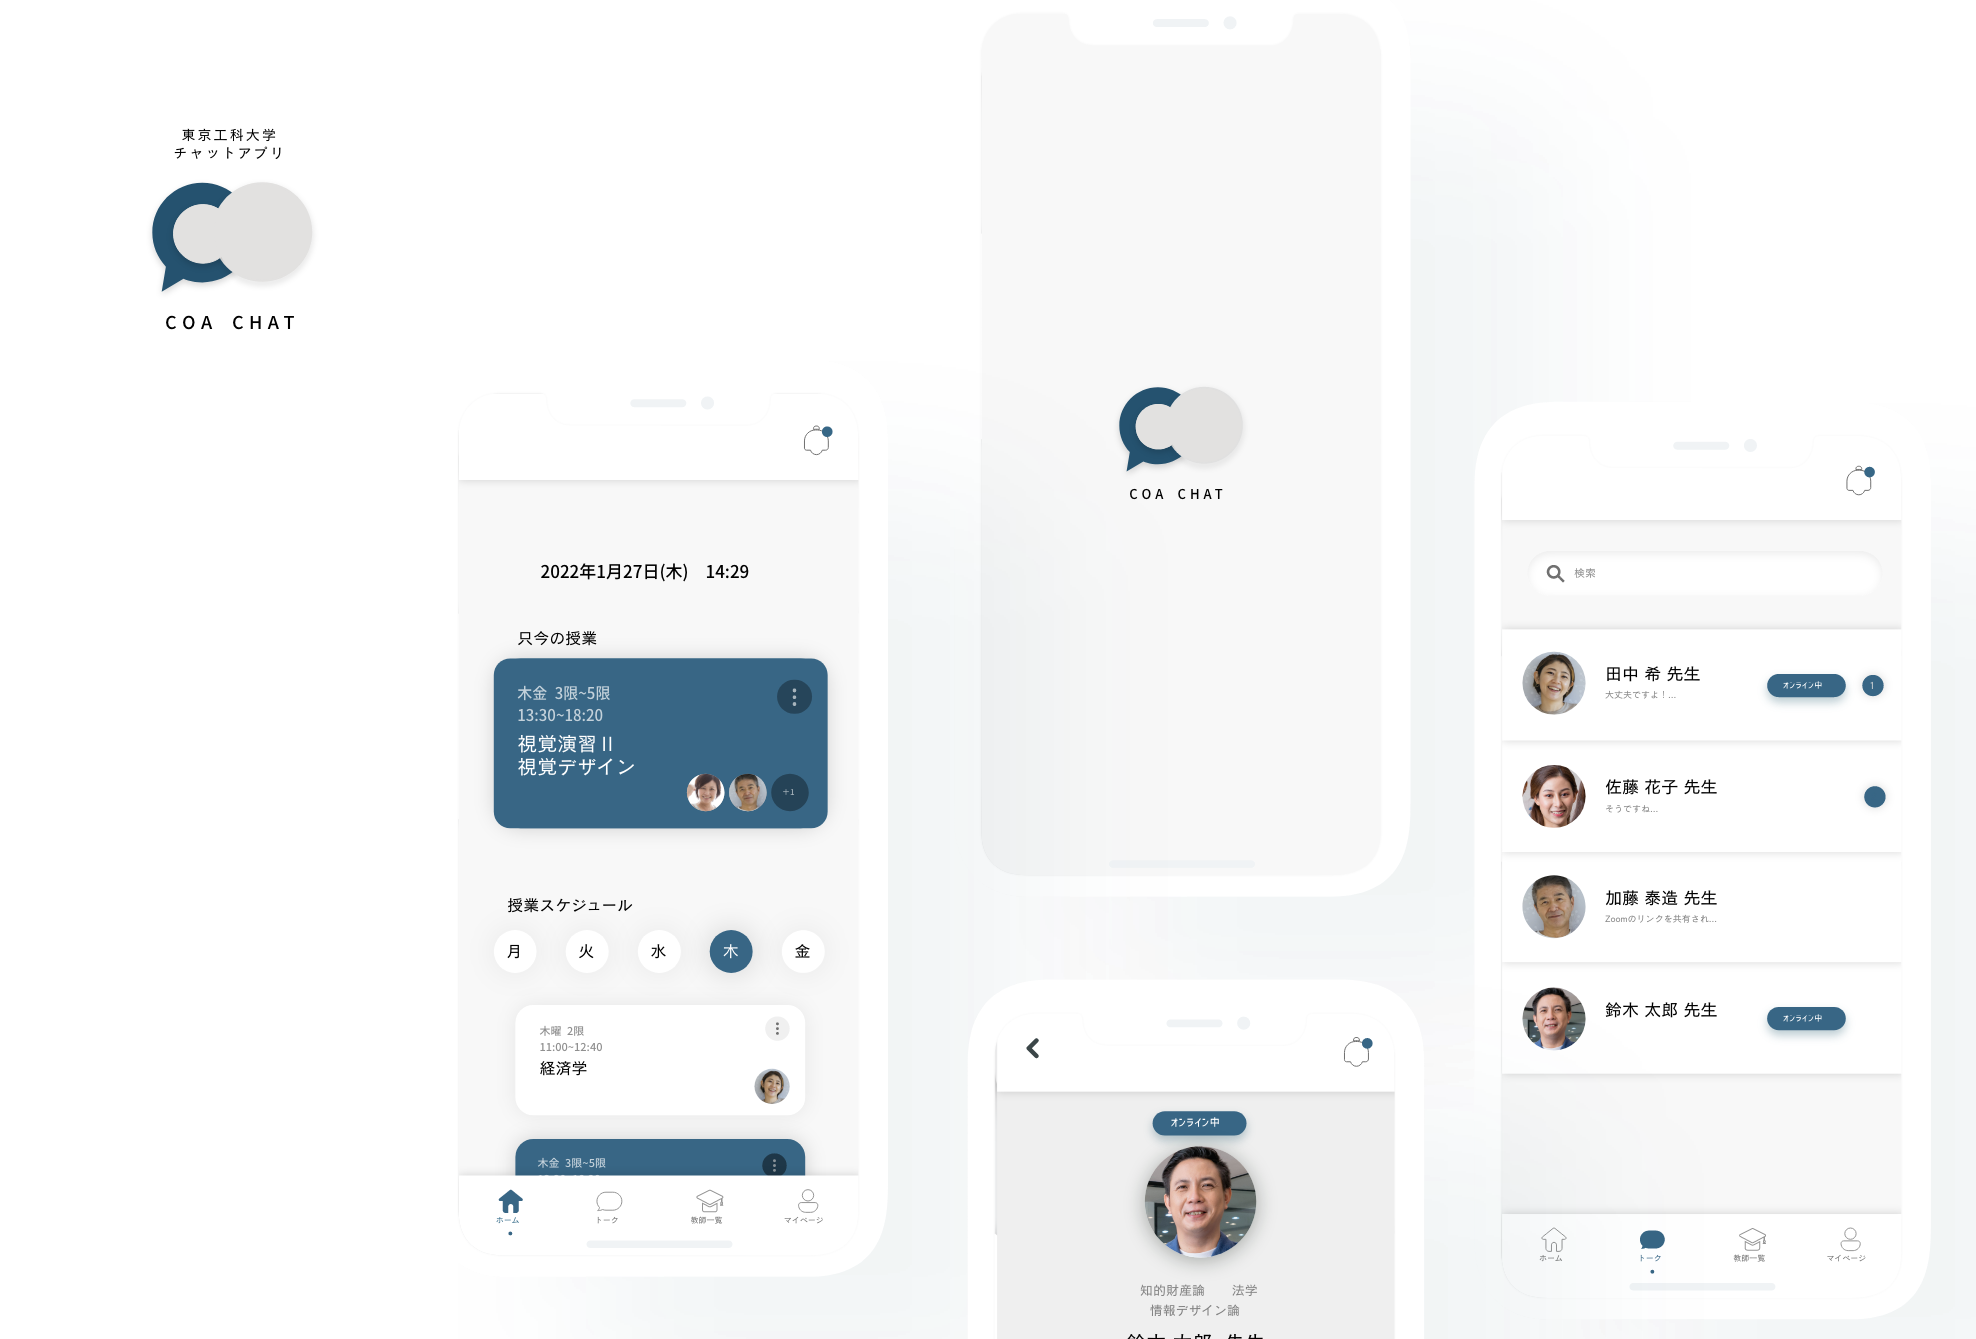 東京工科大学
チャットアプリ
COA CHAT
2022年1月27日(木) 14:29
只今の授業
木金 3限~5限
13:30~18:20
視覚演習Ⅱ
視覚デザイン
+1
授業スケジュール
月 火 水 木 金
木曜 2限
11:00~12:40
経済学
木金 3限~5限
ホーム トーク 教師一覧 マイページ
COA CHAT
オンライン中
知的財産論 法学
情報デザイン論
鈴木 太郎 先生
検索
田中 希 先生
大丈夫ですよ！...
オンライン中
1
佐藤 花子 先生
そうですね...
加藤 泰造 先生
Zoomのリンクを共有され...
鈴木 太郎 先生
オンライン中
ホーム トーク 教師一覧 マイページ